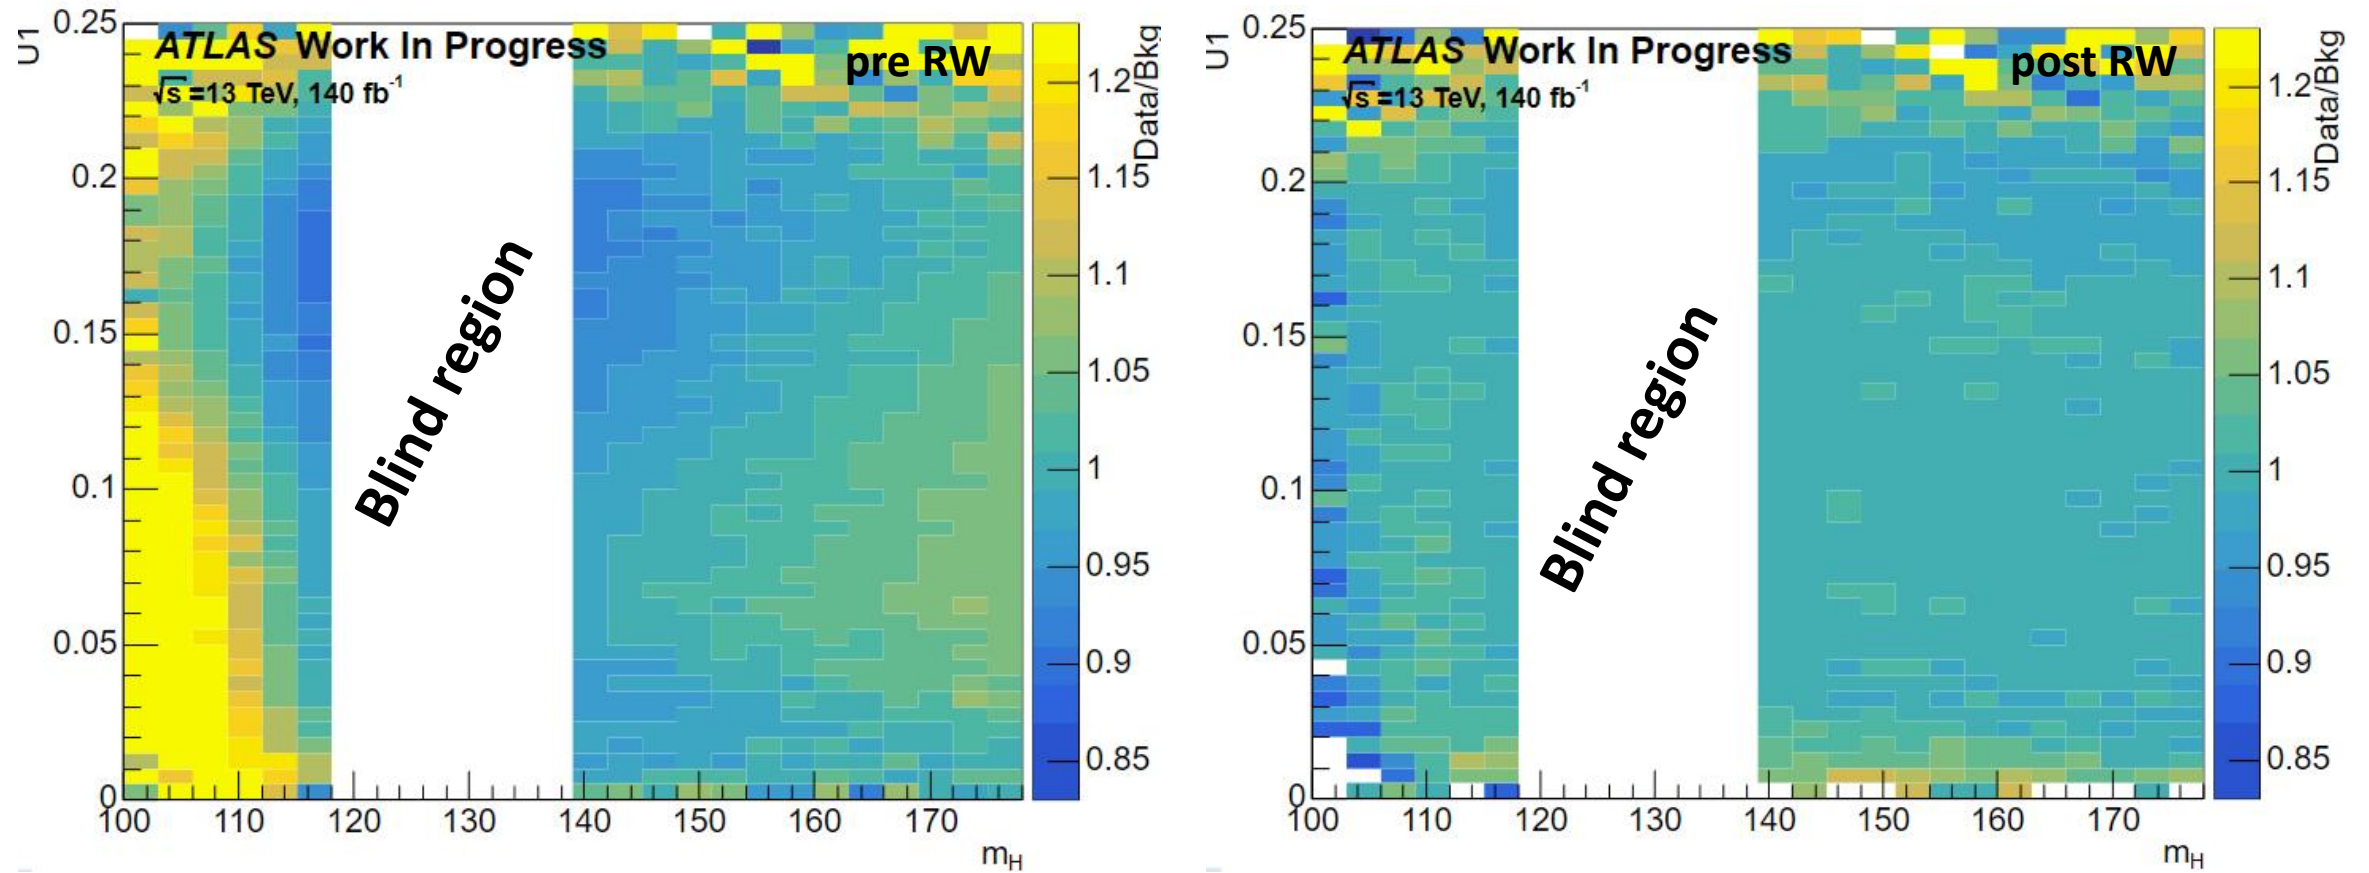 U1
0.25
ATLAS Work In Progress
√s =13 TeV, 140 fb⁻¹
pre RW
0.2
0.15
0.1
0.05
0
Blind region
100 110 120 130 140 150 160 170
m_H
Data/Bkg
1.2
1.15
1.1
1.05
1
0.95
0.9
0.85
U1
0.25
ATLAS Work In Progress
√s =13 TeV, 140 fb⁻¹
post RW
0.2
0.15
0.1
0.05
0
Blind region
100 110 120 130 140 150 160 170
m_H
Data/Bkg
1.2
1.15
1.1
1.05
1
0.95
0.9
0.85